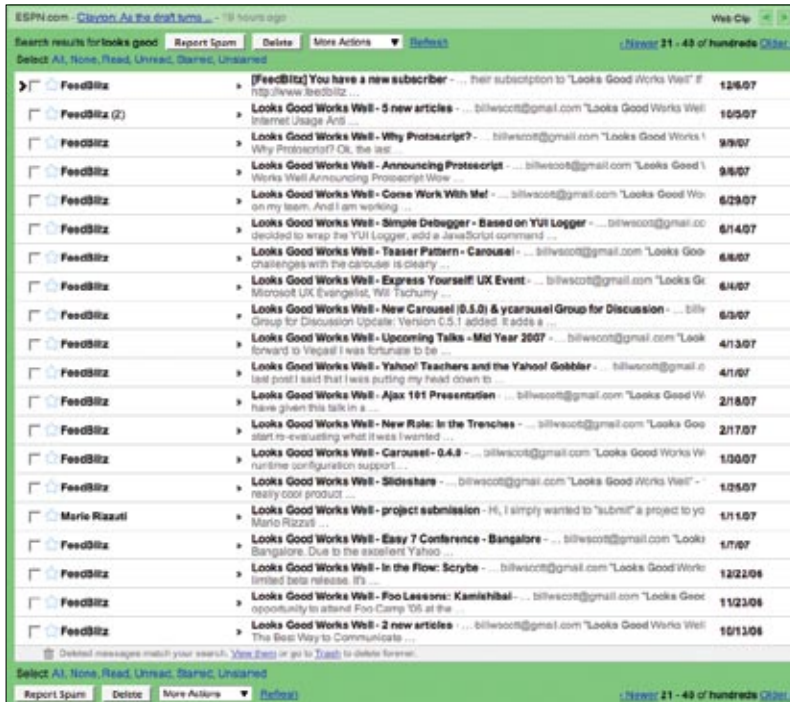 ESPN.com - Clayton: As the draft turns ... - 19 hours ago Web Clip < >
Search results for looks good Report Spam Delete More Actions ▼ Refresh ‹ Newer 21 - 40 of hundreds Older
Select: All, None, Read, Unread, Starred, Unstarred
FeedBlitz » [FeedBlitz] You have a new subscriber - ... their subscription to "Looks Good Works Well" 12/6/07
http://www.feedblitz ...
FeedBlitz (2) » Looks Good Works Well - 5 new articles - ... billwscott@gmail.com "Looks Good Works Well 10/5/07
Internet Usage Anti ...
FeedBlitz » Looks Good Works Well - Why Protoscript? - ... billwscott@gmail.com "Looks Good Works 9/9/07
Why Protoscript? Ok, the last ...
FeedBlitz » Looks Good Works Well - Announcing Protoscript - ... billwscott@gmail.com "Looks Good 9/8/07
Works Well Announcing Protoscript Wow ...
FeedBlitz » Looks Good Works Well - Come Work With Me! - ... billwscott@gmail.com "Looks Good Wo 6/29/07
on my team. And I am working ...
FeedBlitz » Looks Good Works Well - Simple Debugger - Based on YUI Logger - ... billwscott@gmail.co 6/14/07
decided to wrap the YUI Logger, add a JavaScript command ...
FeedBlitz » Looks Good Works Well - Teaser Pattern - Carousel - ... billwscott@gmail.com "Looks Goo 6/8/07
challenges with the carousel is clearly ...
FeedBlitz » Looks Good Works Well - Express Yourself! UX Event - ... billwscott@gmail.com "Looks G 6/4/07
Microsoft UX Evangelist, Will Tschumy ...
FeedBlitz » Looks Good Works Well - New Carousel (0.5.0) & ycarousel Group for Discussion - ... bill 6/3/07
Group for Discussion Update: Version 0.5.1 added. It adds a ...
FeedBlitz » Looks Good Works Well - Upcoming Talks - Mid Year 2007 - ... billwscott@gmail.com "Look 4/13/07
forward to Vegas! I was fortunate to be ...
FeedBlitz » Looks Good Works Well - Yahoo! Teachers and the Yahoo! Gobbler - ... billwscott@gmail.c 4/1/07
last post I said that I was putting my head down to ...
FeedBlitz » Looks Good Works Well - Ajax 101 Presentation - ... billwscott@gmail.com "Looks Good W 2/18/07
have given this talk in a ...
FeedBlitz » Looks Good Works Well - New Role: In the Trenches - ... billwscott@gmail.com "Looks Goo 2/17/07
start re-evaluating what it was I wanted ...
FeedBlitz » Looks Good Works Well - Carousel - 0.4.0 - ... billwscott@gmail.com "Looks Good Works W 1/30/07
runtime configuration support ...
FeedBlitz » Looks Good Works Well - Slideshare - ... billwscott@gmail.com "Looks Good Works Well" - 1/25/07
really cool product ...
Mario Rizzuti » Looks Good Works Well - project submission - Hi, I simply wanted to "submit" a project to yo 1/11/07
Mario Rizzuti ...
FeedBlitz » Looks Good Works Well - Easy 7 Conference - Bangalore - ... billwscott@gmail.com "Looks 1/7/07
Bangalore. Due to the excellent Yahoo ...
FeedBlitz » Looks Good Works Well - In the Flow: Scrybe - ... billwscott@gmail.com "Looks Good Works 12/22/06
limited beta release. It's ...
FeedBlitz » Looks Good Works Well - Foo Lessons: Kamishibai - ... billwscott@gmail.com "Looks Good 11/23/06
opportunity to attend Foo Camp '06 at the ...
FeedBlitz » Looks Good Works Well - 2 new articles - ... billwscott@gmail.com "Looks Good Works Well 10/13/06
The Best Way to Communicate ...
Deleted messages match your search. View them or go to Trash to delete forever.
Select: All, None, Read, Unread, Starred, Unstarred
Report Spam Delete More Actions ▼ Refresh ‹ Newer 21 - 40 of hundreds Older